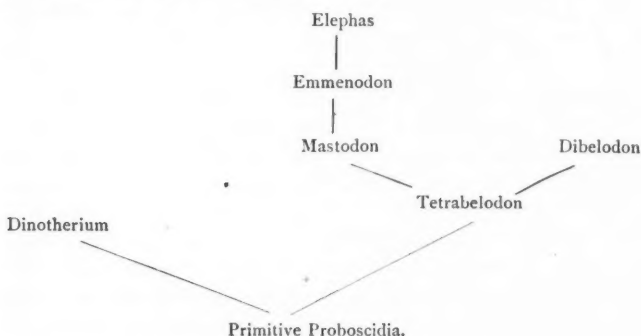 Elephas
Emmenodon
Mastodon Dibelodon
Tetrabelodon
Dinotherium
Primitive Proboscidia.